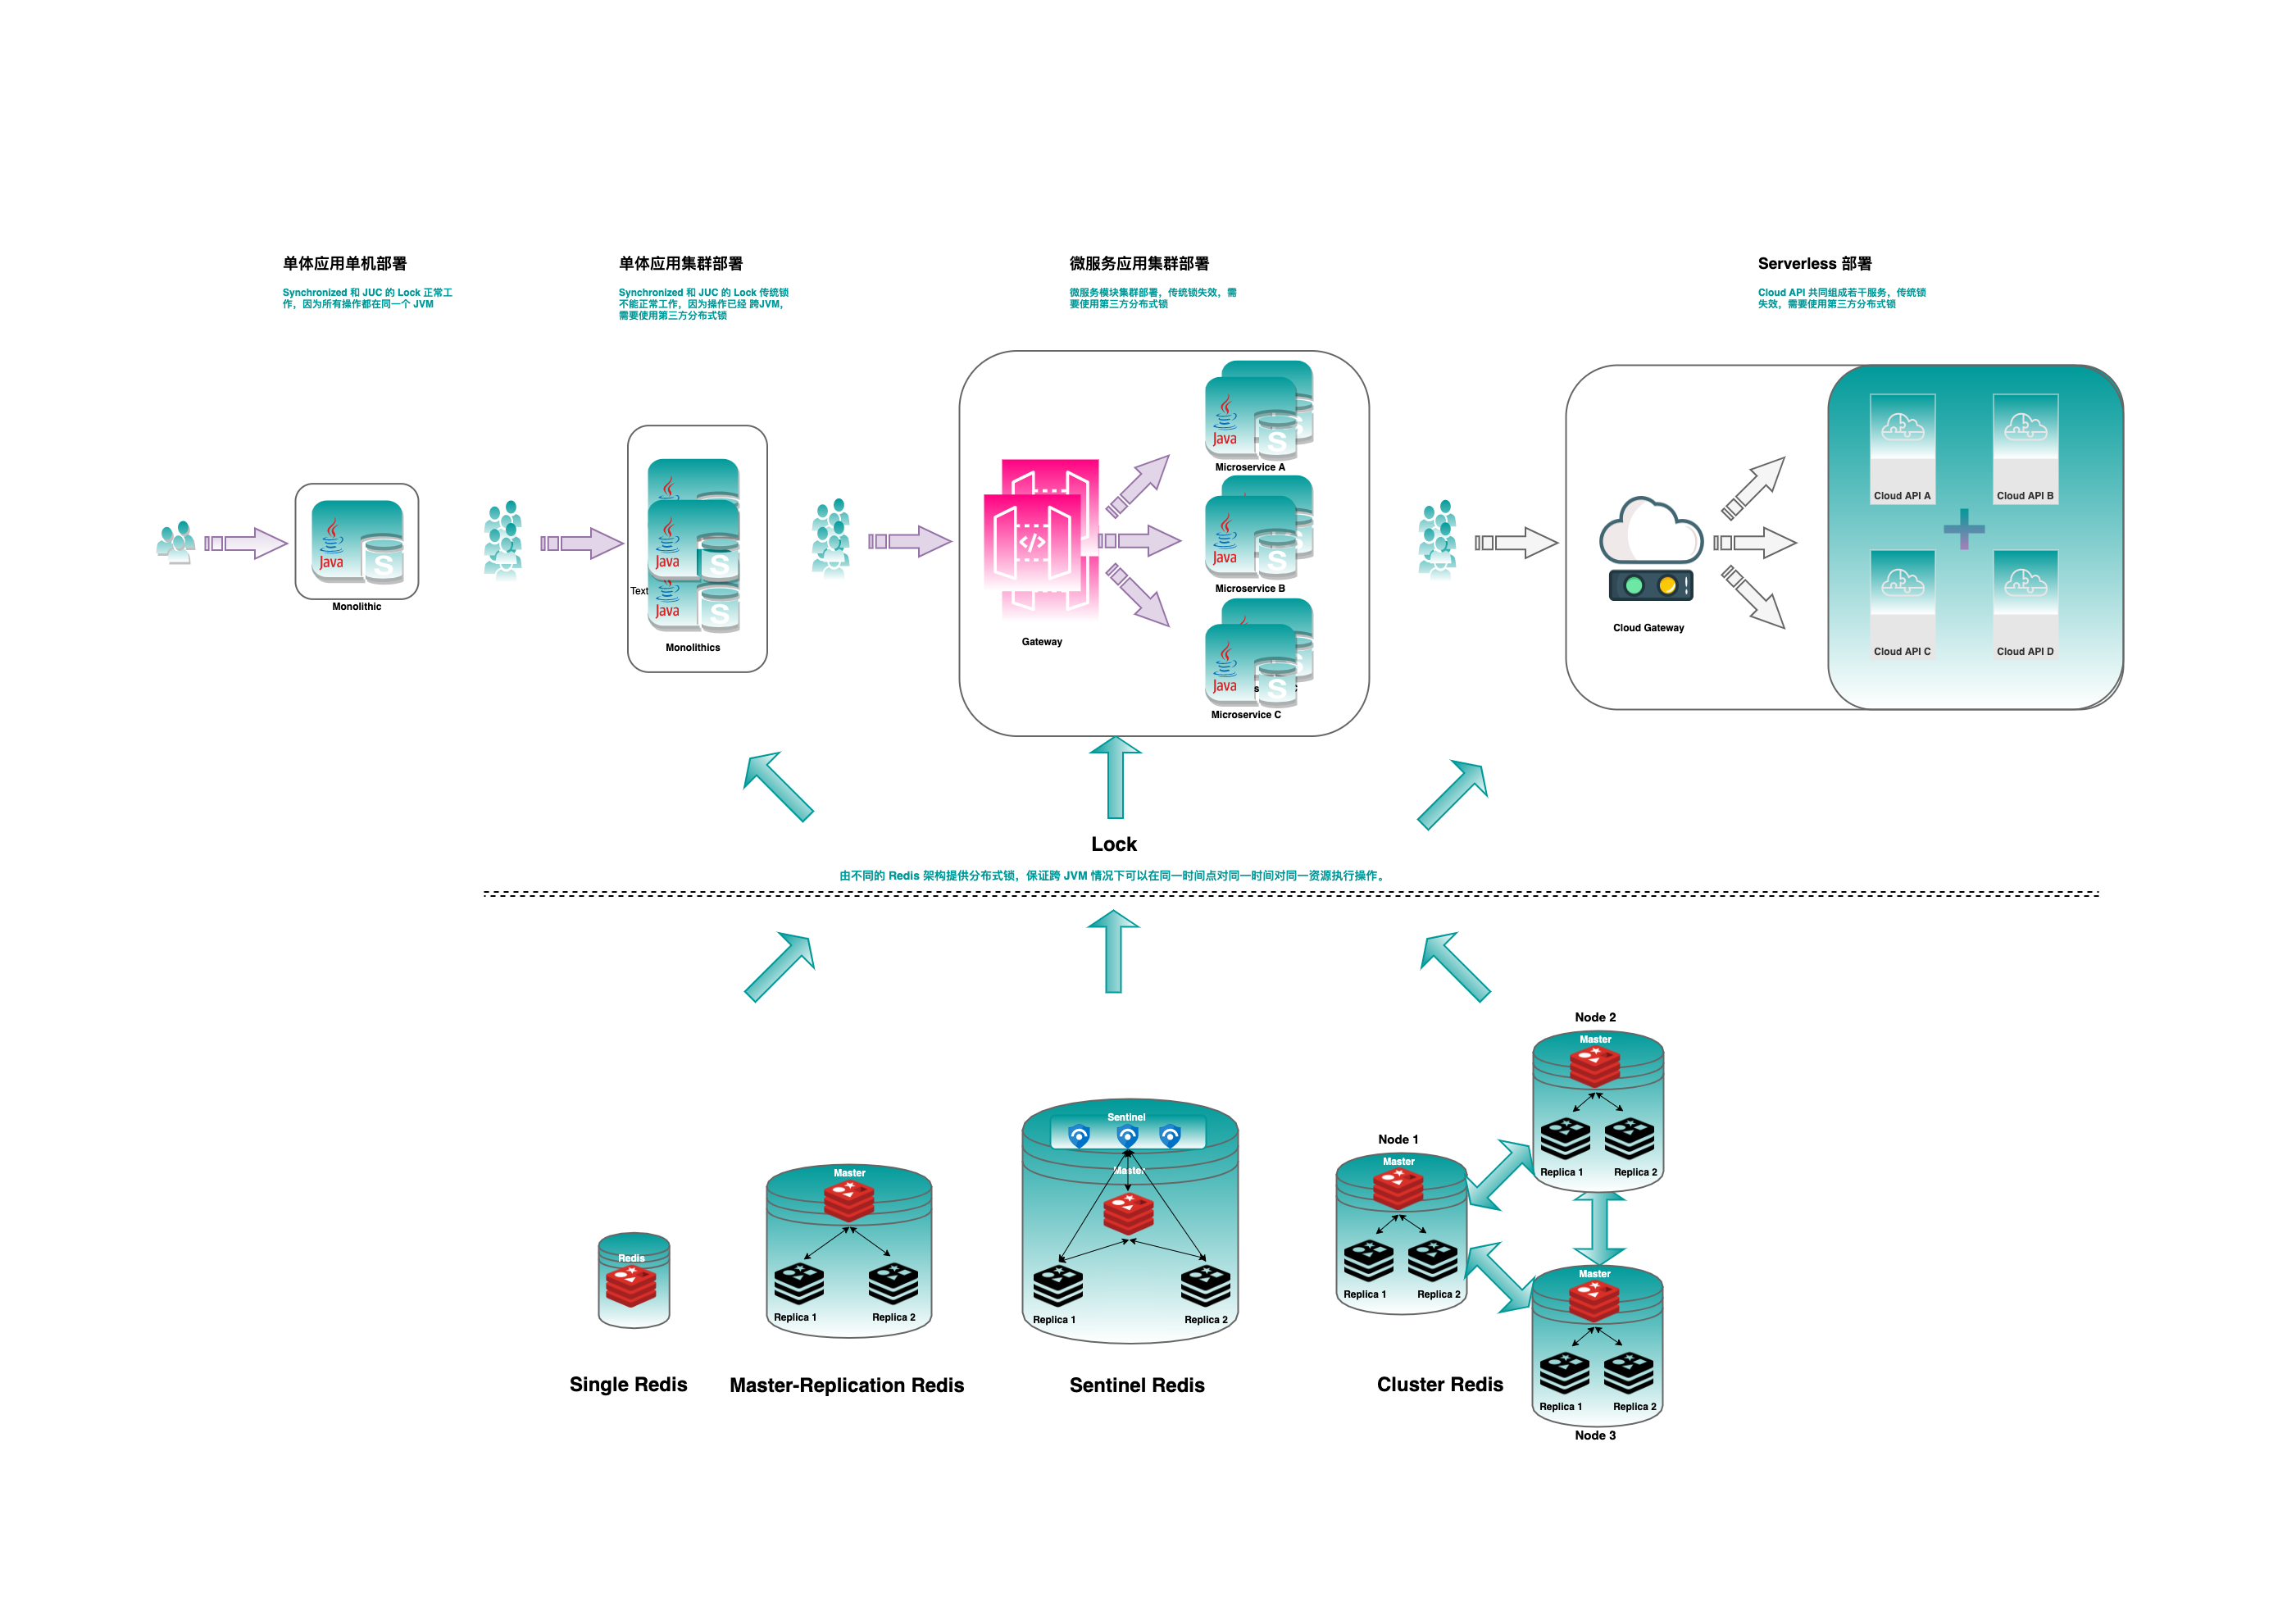 单体应用单机部署
Synchronized 和 JUC 的 Lock 正常工
作，因为所有操作都在同一个 JVM
单体应用集群部署
Synchronized 和 JUC 的 Lock 传统锁
不能正常工作，因为操作已经 跨JVM，
需要使用第三方分布式锁
微服务应用集群部署
微服务模块集群部署，传统锁失效，需
要使用第三方分布式锁
Serverless 部署
Cloud API 共同组成若干服务，传统锁
失效，需要使用第三方分布式锁
Java
S
Monolithic
Java
S
Text
Java
S
Monolithics
Gateway
Java
S
Microservice A
Java
S
Microservice B
Java
S
Microservice C
Cloud Gateway
Cloud API A
Cloud API B
Cloud API C
Cloud API D
Lock
由不同的 Redis 架构提供分布式锁，保证跨 JVM 情况下可以在同一时间点对同一时间对同一资源执行操作。
Redis
Single Redis
Master
Replica 1
Replica 2
Master-Replication Redis
Sentinel
Master
Replica 1
Replica 2
Sentinel Redis
Node 1
Master
Replica 1
Replica 2
Node 2
Master
Replica 1
Replica 2
Cluster Redis
Master
Replica 1
Replica 2
Node 3